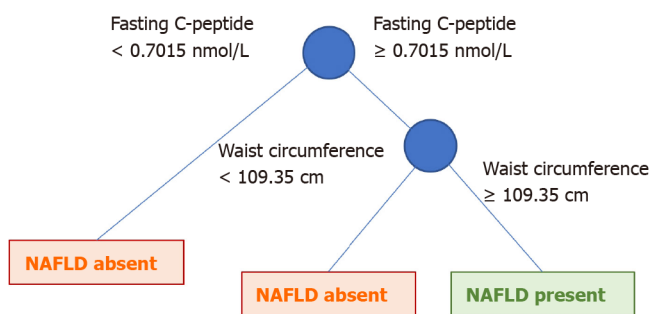 Fasting C-peptide
< 0.7015 nmol/L
Fasting C-peptide
≥ 0.7015 nmol/L
Waist circumference
< 109.35 cm
Waist circumference
≥ 109.35 cm
NAFLD absent
NAFLD absent
NAFLD present